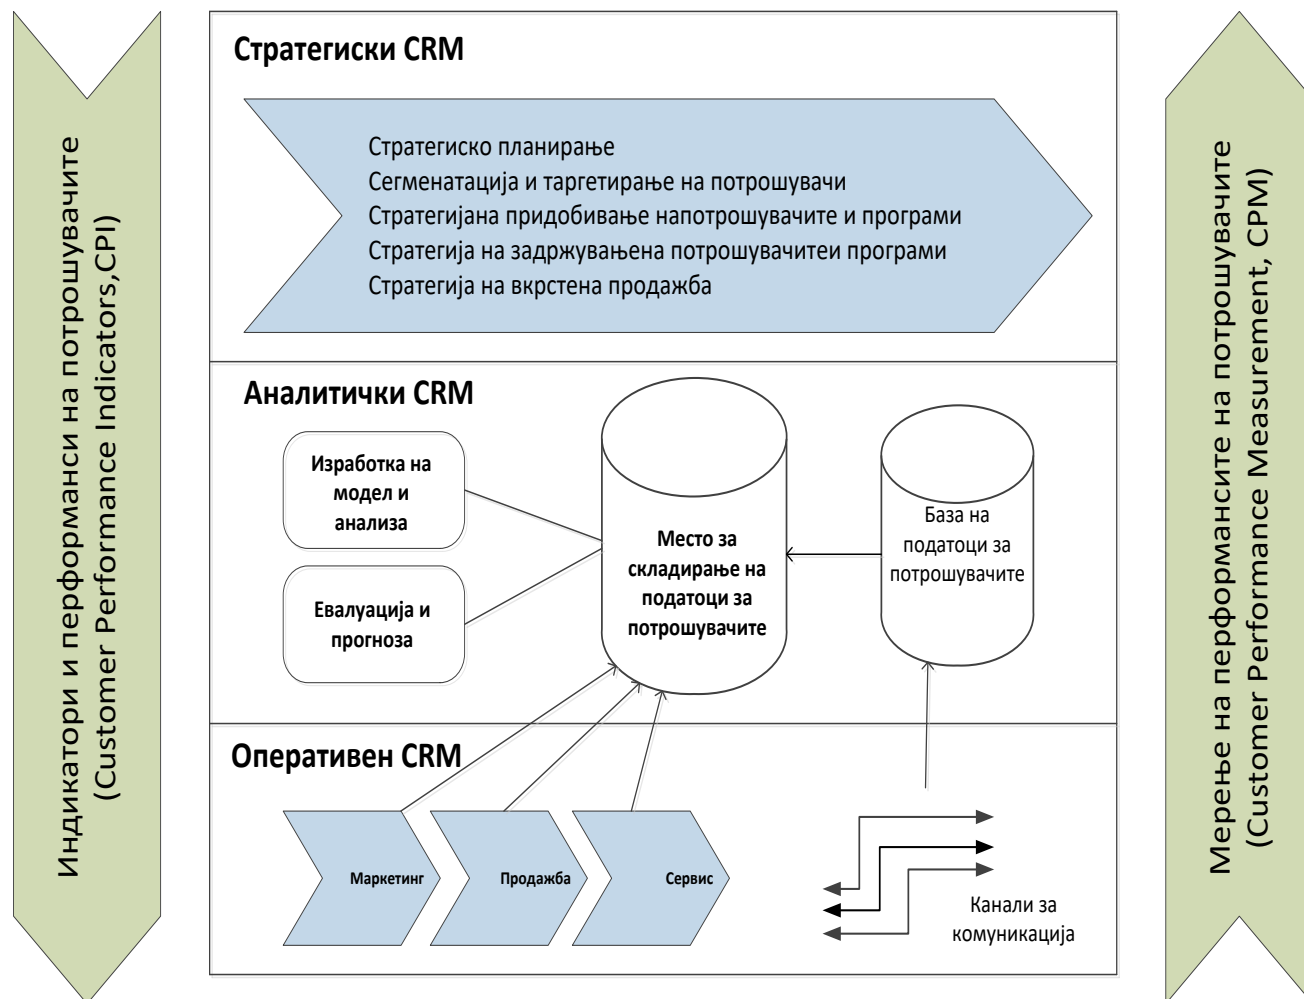 Стратегиски CRM
Стратегиско планирање
Сегменатација и таргетирање на потрошувачи
Стратегијана придобивање напотрошувачите и програми
Стратегија на задржувањена потрошувачитеи програми
Стратегија на вкрстена продажба
Аналитички CRM
Изработка на
модел и
анализа
Евалуација и
прогноза
Место за
складирање на
податоци за
потрошувачите
База на
податоци за
потрошувачите
Оперативен CRM
Маркетинг
Продажба
Сервис
Канали за
комуникација
Индикатори и перформанси на потрошувачите
(Customer Performance Indicators,CPI)
Мерење на перформансите на потрошувачите
(Customer Performance Measurement, CPM)